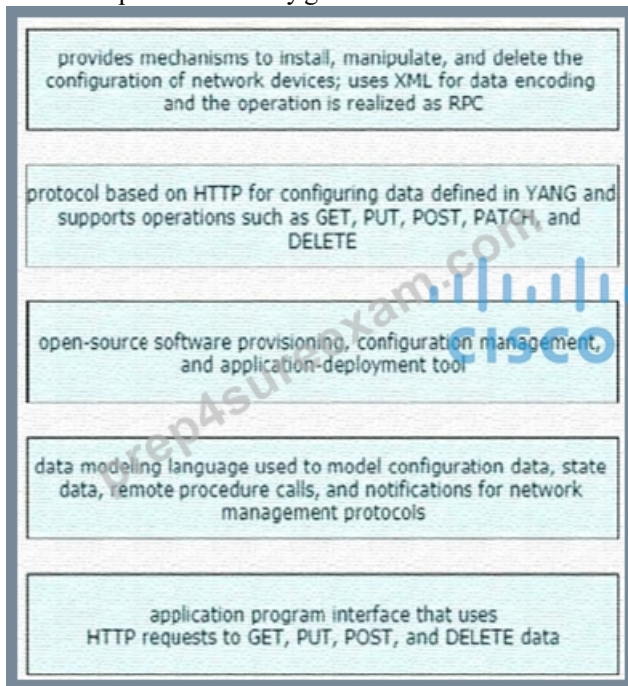 provides mechanisms to install, manipulate, and delete the
configuration of network devices; uses XML for data encoding
and the operation is realized as RPC
protocol based on HTTP for configuring data defined in YANG and
supports operations such as GET, PUT, POST, PATCH, and
DELETE
open-source software provisioning, configuration management,
and application-deployment tool
data modeling language used to model configuration data, state
data, remote procedure calls, and notifications for network
management protocols
application program interface that uses
HTTP requests to GET, PUT, POST, and DELETE data
prep4surepxam.com
CISCO